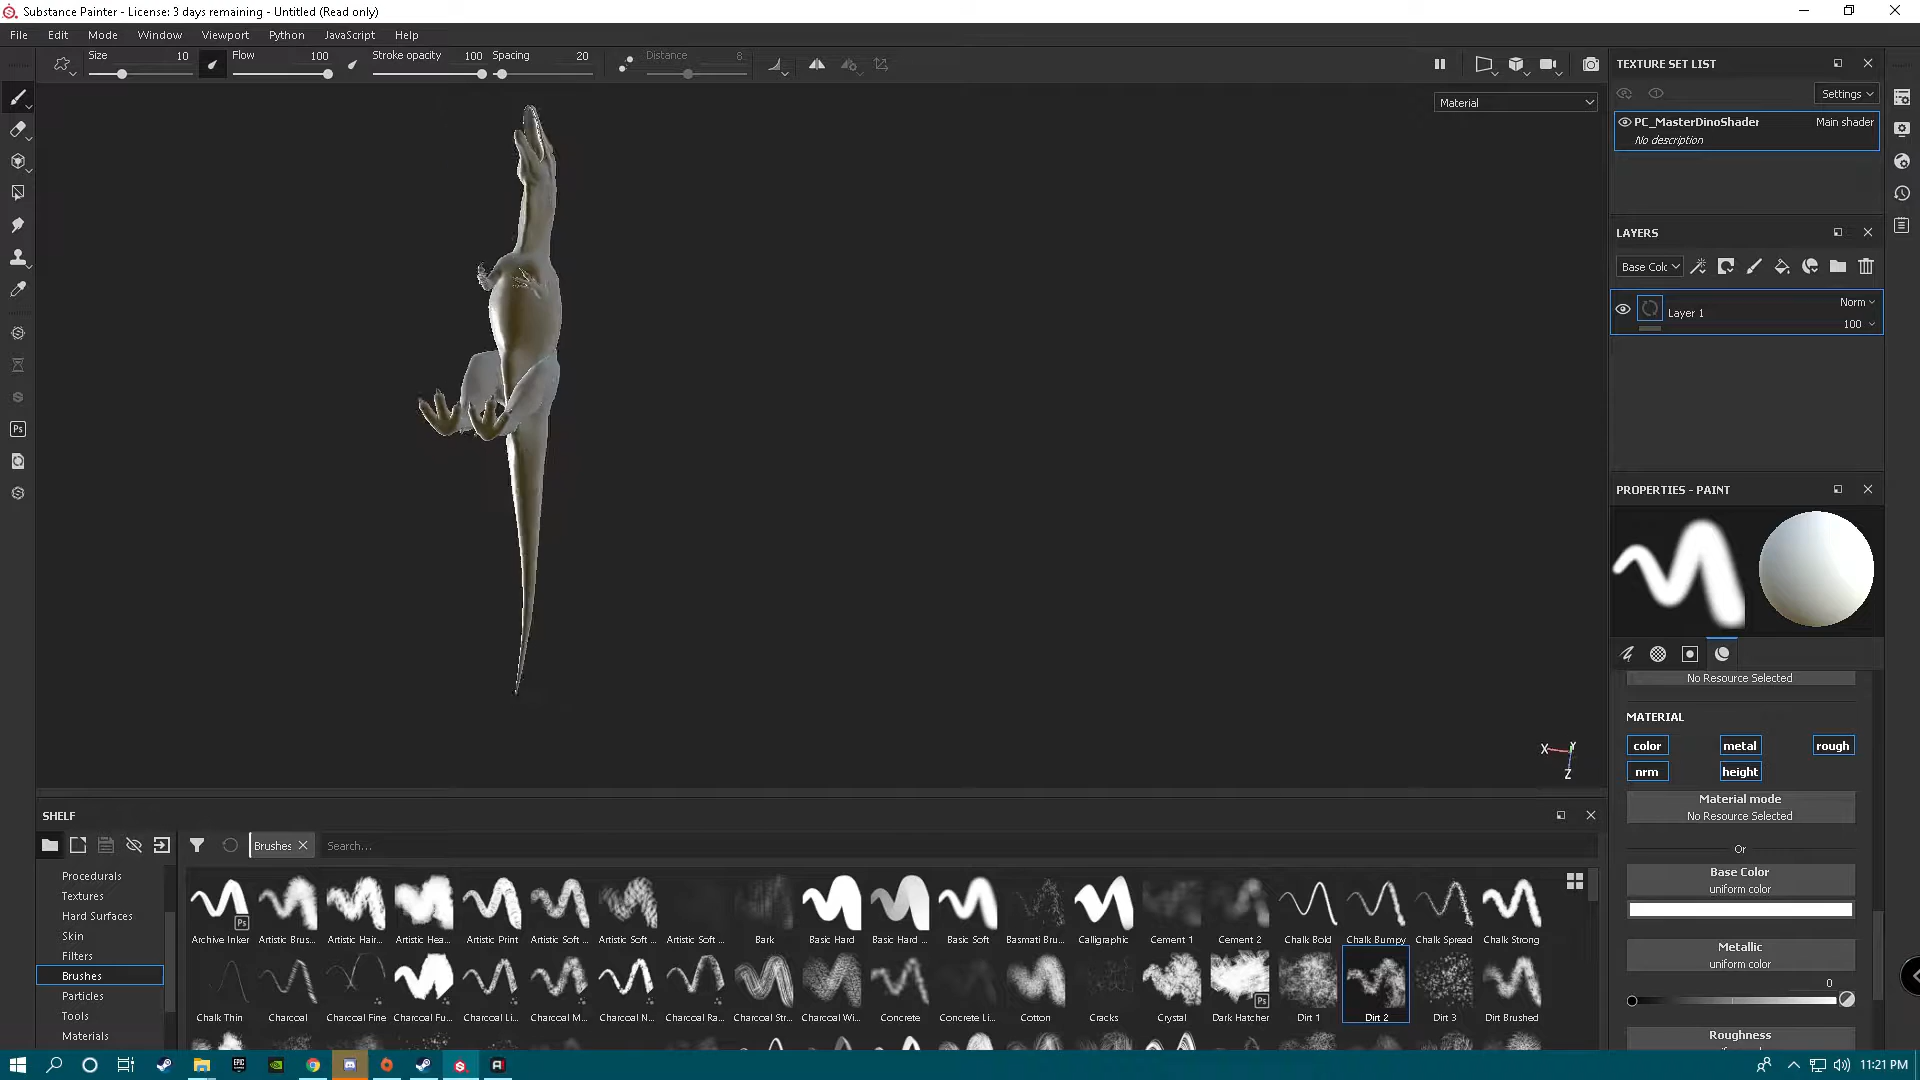 Substance Painter - License: 3 days remaining - Untitled (Read only)
File Edit Mode Window Viewport Python JavaScript Help
Size 10 Flow 100 Stroke opacity 100 Spacing 20 Distance 8
Material
TEXTURE SET LIST
Settings
PC_MasterDinoShader Main shader
No description
LAYERS
Base Colc
Norm
Layer 1
100
PROPERTIES - PAINT
No Resource Selected
MATERIAL
color metal rough
nrm height
Material mode
No Resource Selected
Or
Base Color
uniform color
Metallic
uniform color
0
Roughness
X Y
Z
Ps
SHELF
Brushes Search...
Procedurals
Textures
Hard Surfaces
Skin
Filters
Brushes
Particles
Tools
Materials
Ps
Archive Inker Artistic Brus... Artistic Hair... Artistic Hea... Artistic Print Artistic Soft ... Artistic Soft ... Artistic Soft ... Bark Basic Hard Basic Hard ... Basic Soft Basmati Bru... Calligraphic Cement 1 Cement 2 Chalk Bold Chalk Bumpy Chalk Spread Chalk Strong
Ps
Chalk Thin Charcoal Charcoal Fine Charcoal Fu... Charcoal Li... Charcoal M... Charcoal N... Charcoal Ra... Charcoal Str... Charcoal Wi... Concrete Concrete Li... Cotton Cracks Crystal Dark Hatcher Dirt 1 Dirt 2 Dirt 3 Dirt Brushed
EPIC
11:21 PM